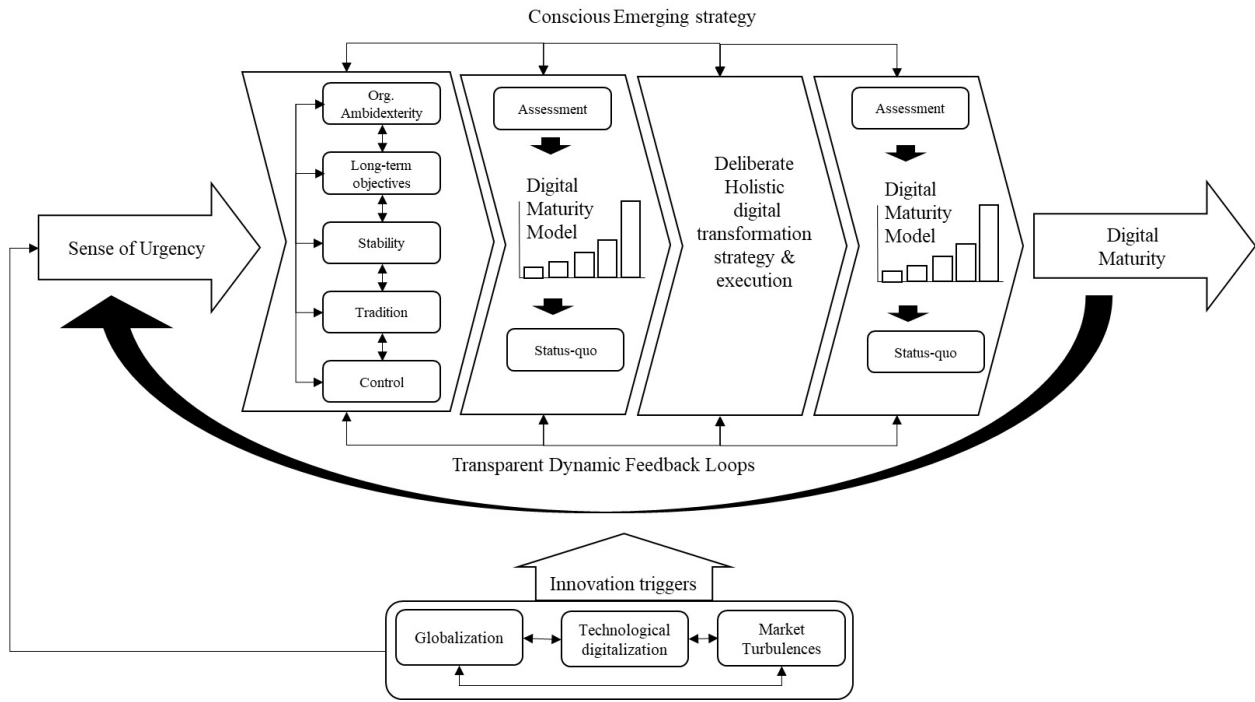 Conscious Emerging strategy
Sense of Urgency
Org.
Ambidexterity
Long-term
objectives
Stability
Tradition
Control
Assessment
Digital
Maturity
Model
Status-quo
Deliberate
Holistic
digital
transformation
strategy &
execution
Assessment
Digital
Maturity
Model
Status-quo
Digital
Maturity
Transparent Dynamic Feedback Loops
Innovation triggers
Globalization
Technological
digitalization
Market
Turbulences